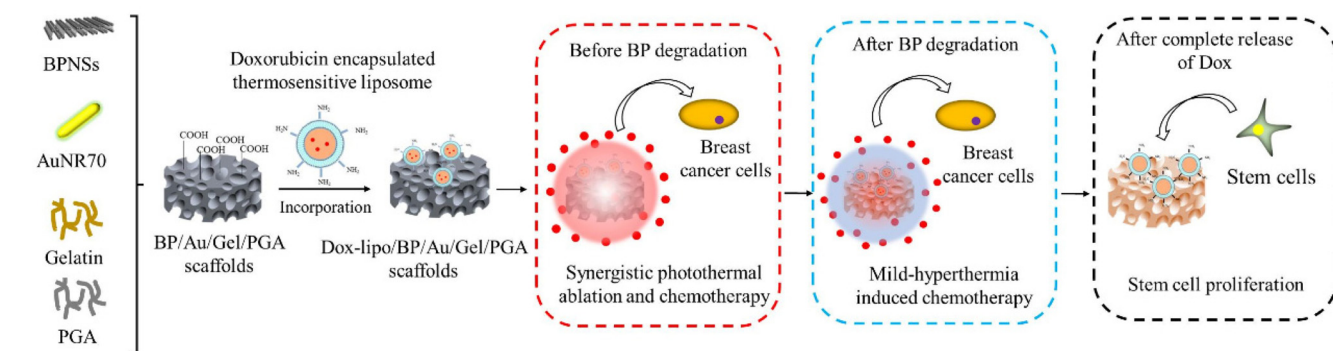 BPNSs
AuNR70
Gelatin
PGA
Doxorubicin encapsulated
thermosensitive liposome
COOH
COOH
COOH
COOH
NH2
H2N
NH2
NH2
NH2
NH2
Incorporation
BP/Au/Gel/PGA
scaffolds
Dox-lipo/BP/Au/Gel/PGA
scaffolds
Before BP degradation
Breast
cancer cells
Synergistic photothermal
ablation and chemotherapy
After BP degradation
Breast
cancer cells
Mild-hyperthermia
induced chemotherapy
After complete release
of Dox
Stem cells
Stem cell proliferation